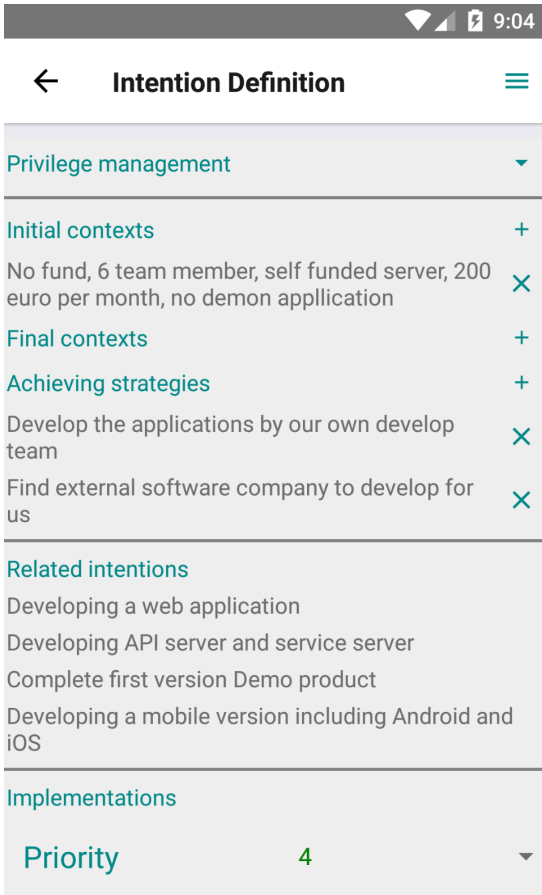 9:04
Intention Definition
Privilege management
Initial contexts
No fund, 6 team member, self funded server, 200
euro per month, no demon appllication
Final contexts
Achieving strategies
Develop the applications by our own develop
team
Find external software company to develop for
us
Related intentions
Developing a web application
Developing API server and service server
Complete first version Demo product
Developing a mobile version including Android and
iOS
Implementations
Priority 4